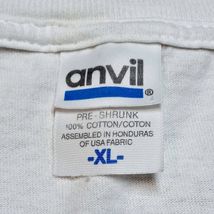 anvil
®
PRE-SHRUNK
100% COTTON/COTON
ASSEMBLED IN HONDURAS
OF USA FABRIC
-XL-